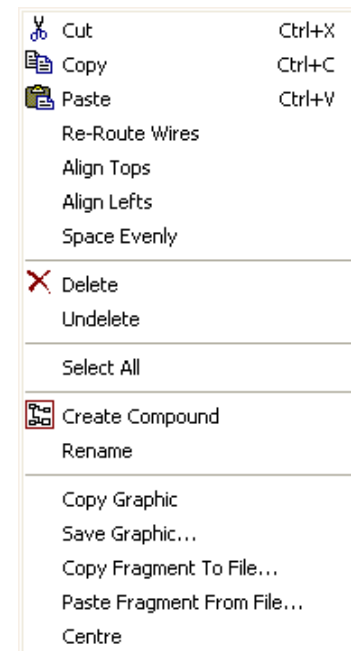 Cut Ctrl+X
Copy Ctrl+C
Paste Ctrl+V
Re-Route Wires
Align Tops
Align Lefts
Space Evenly
Delete
Undelete
Select All
Create Compound
Rename
Copy Graphic
Save Graphic...
Copy Fragment To File...
Paste Fragment From File...
Centre